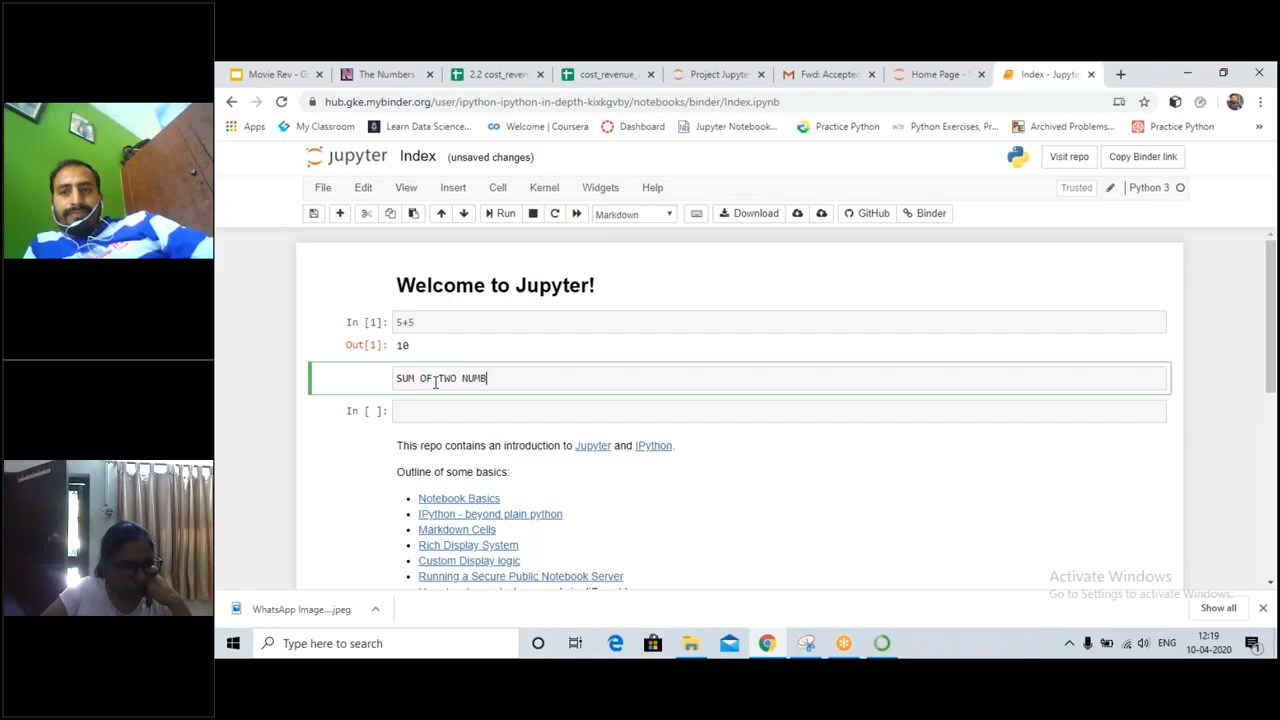 Movie Rev - G
The Numbers
2.2 cost_reven
cost_revenue_
Project Jupyte
Fwd: Accepte
Home Page - S
Index - Jupyte
hub.gke.mybinder.org/user/ipython-ipython-in-depth-kixkgvby/notebooks/binder/Index.ipynb
Apps
My Classroom
Learn Data Science...
Welcome | Coursera
Dashboard
Jupyter Notebook...
Practice Python
Python Exercises, Pr...
Archived Problems...
Practice Python
jupyter Index (unsaved changes)
Visit repo
Copy Binder link
File Edit View Insert Cell Kernel Widgets Help
Trusted
Python 3
Run
Markdown
Download
GitHub
Binder
Welcome to Jupyter!
In [1]: 5+5
Out[1]: 10
SUM OF TWO NUMB
In [ ]:
This repo contains an introduction to Jupyter and IPython.
Outline of some basics:
Notebook Basics
IPython - beyond plain python
Markdown Cells
Rich Display System
Custom Display logic
Running a Secure Public Notebook Server
Activate Windows
Go to Settings to activate Windows.
WhatsApp Image....jpeg
Show all
Type here to search
ENG
12:19
10-04-2020